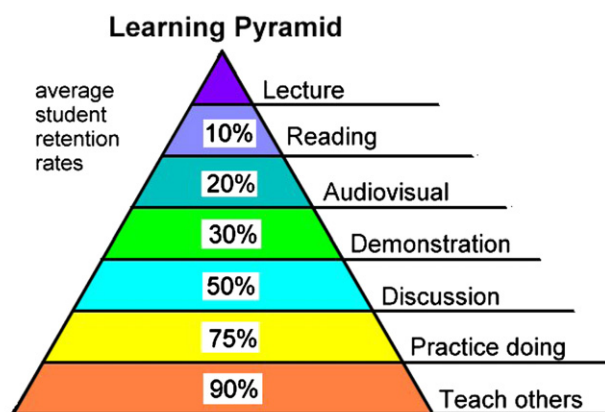 Learning Pyramid
average
student
retention
rates
Lecture
10% Reading
20% Audiovisual
30% Demonstration
50% Discussion
75% Practice doing
90% Teach others